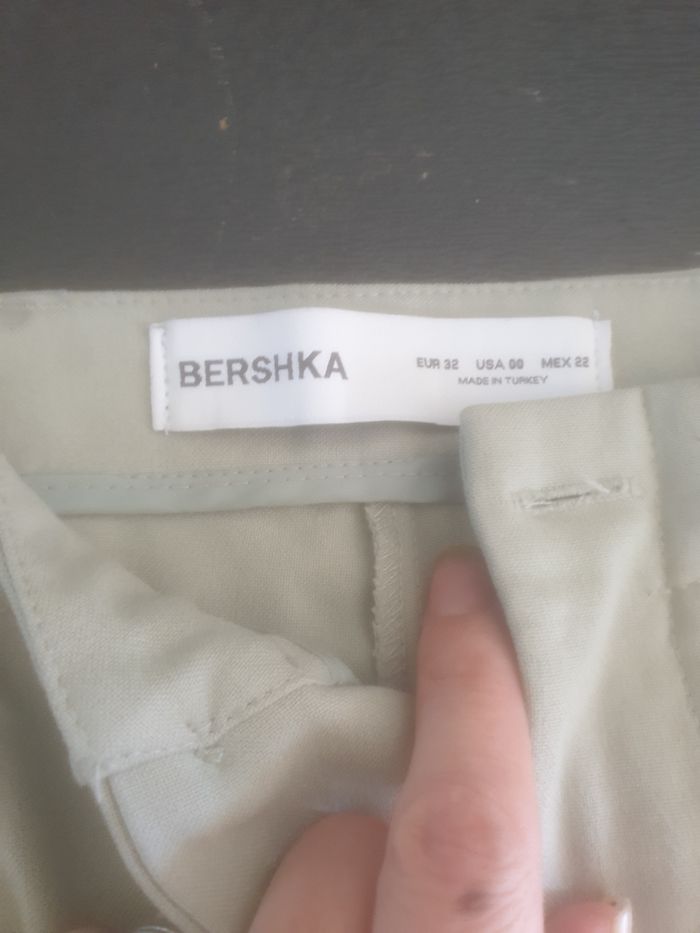 BERSHKA
EUR 32 USA 00 MEX 22
MADE IN TURKEY